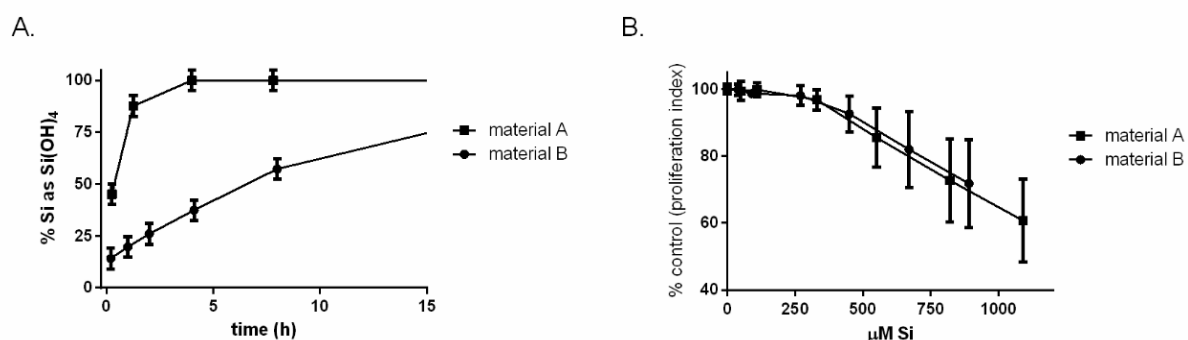 A.
100
75
50
25
0
% Si as Si(OH)4
0 5 10 15
time (h)
material A
material B
B.
100
80
60
40
% control (proliferation index)
0 250 500 750 1000
µM Si
material A
material B